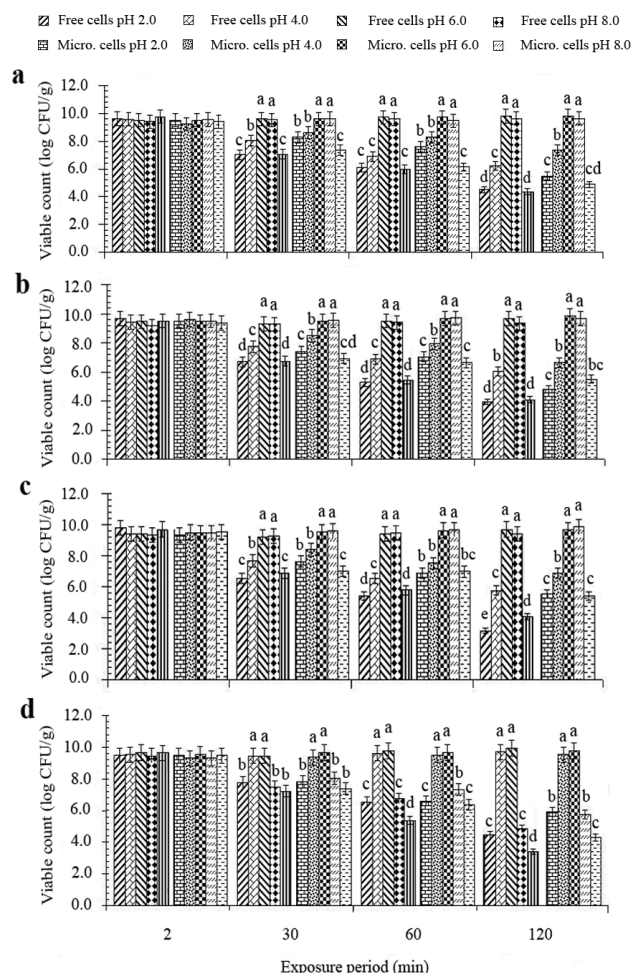 Free cells pH 2.0 Free cells pH 4.0 Free cells pH 6.0 Free cells pH 8.0
Micro. cells pH 2.0 Micro. cells pH 4.0 Micro. cells pH 6.0 Micro. cells pH 8.0
a
Viable count (log CFU/g)
12.0
10.0
8.0
6.0
4.0
2.0
0.0
c b a a c b b a a c
c c a a c b b a a c
d c a a d c b a a cd
b
Viable count (log CFU/g)
12.0
10.0
8.0
6.0
4.0
2.0
0.0
d c a a d c b a a cd
d c a a d c b a a c
d c a a d c b a a bc
c
Viable count (log CFU/g)
12.0
10.0
8.0
6.0
4.0
2.0
0.0
c b a a c b b a a c
d c a a d b b a a bc
e c a a d c b a a c
d
Viable count (log CFU/g)
12.0
10.0
8.0
6.0
4.0
2.0
0.0
b a a b b b a a b b
c a a c d c a a b c
c a a c d b a a b c
2 30 60 120
Exposure period (min)